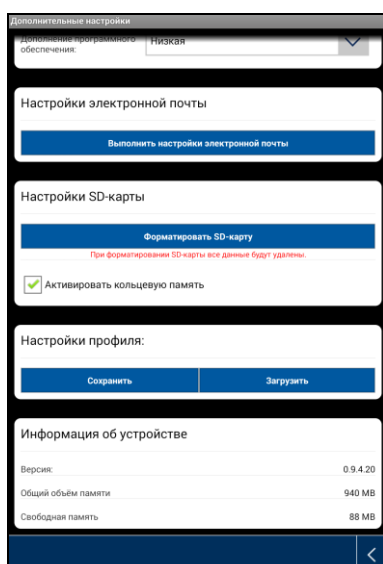 Дополнительные настройки
Дополнение программного
обеспечения:
Низкая
Настройки электронной почты
Выполнить настройки электронной почты
Настройки SD-карты
Форматировать SD-карту
При форматировании SD-карты все данные будут удалены.
Активировать кольцевую память
Настройки профиля:
Сохранить
Загрузить
Информация об устройстве
Версия: 0.9.4.20
Общий объём памяти 940 MB
Свободная память 88 MB